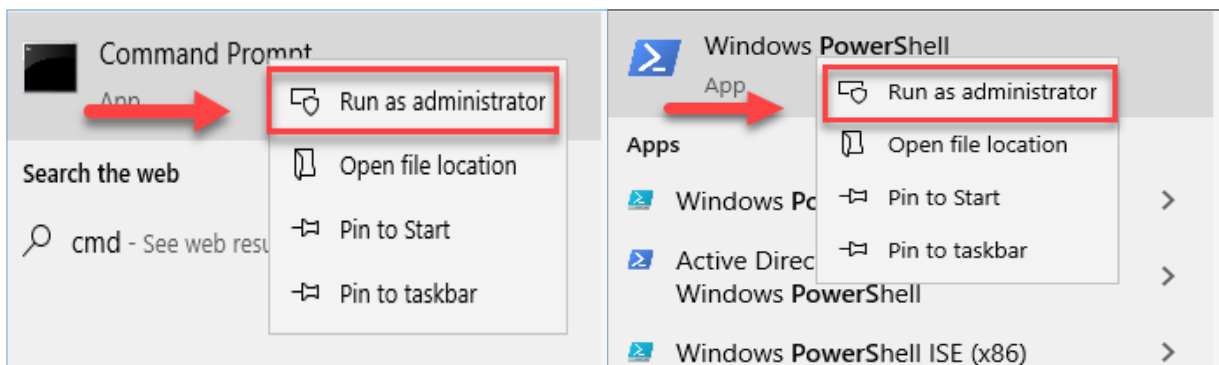 Command Prompt
App
Run as administrator
Open file location
Search the web
cmd - See web resu
Pin to Start
Pin to taskbar
Windows PowerShell
App
Run as administrator
Open file location
Apps
Windows Po
Pin to Start
Active Direc
Pin to taskbar
Windows PowerShell
Windows PowerShell ISE (x86)